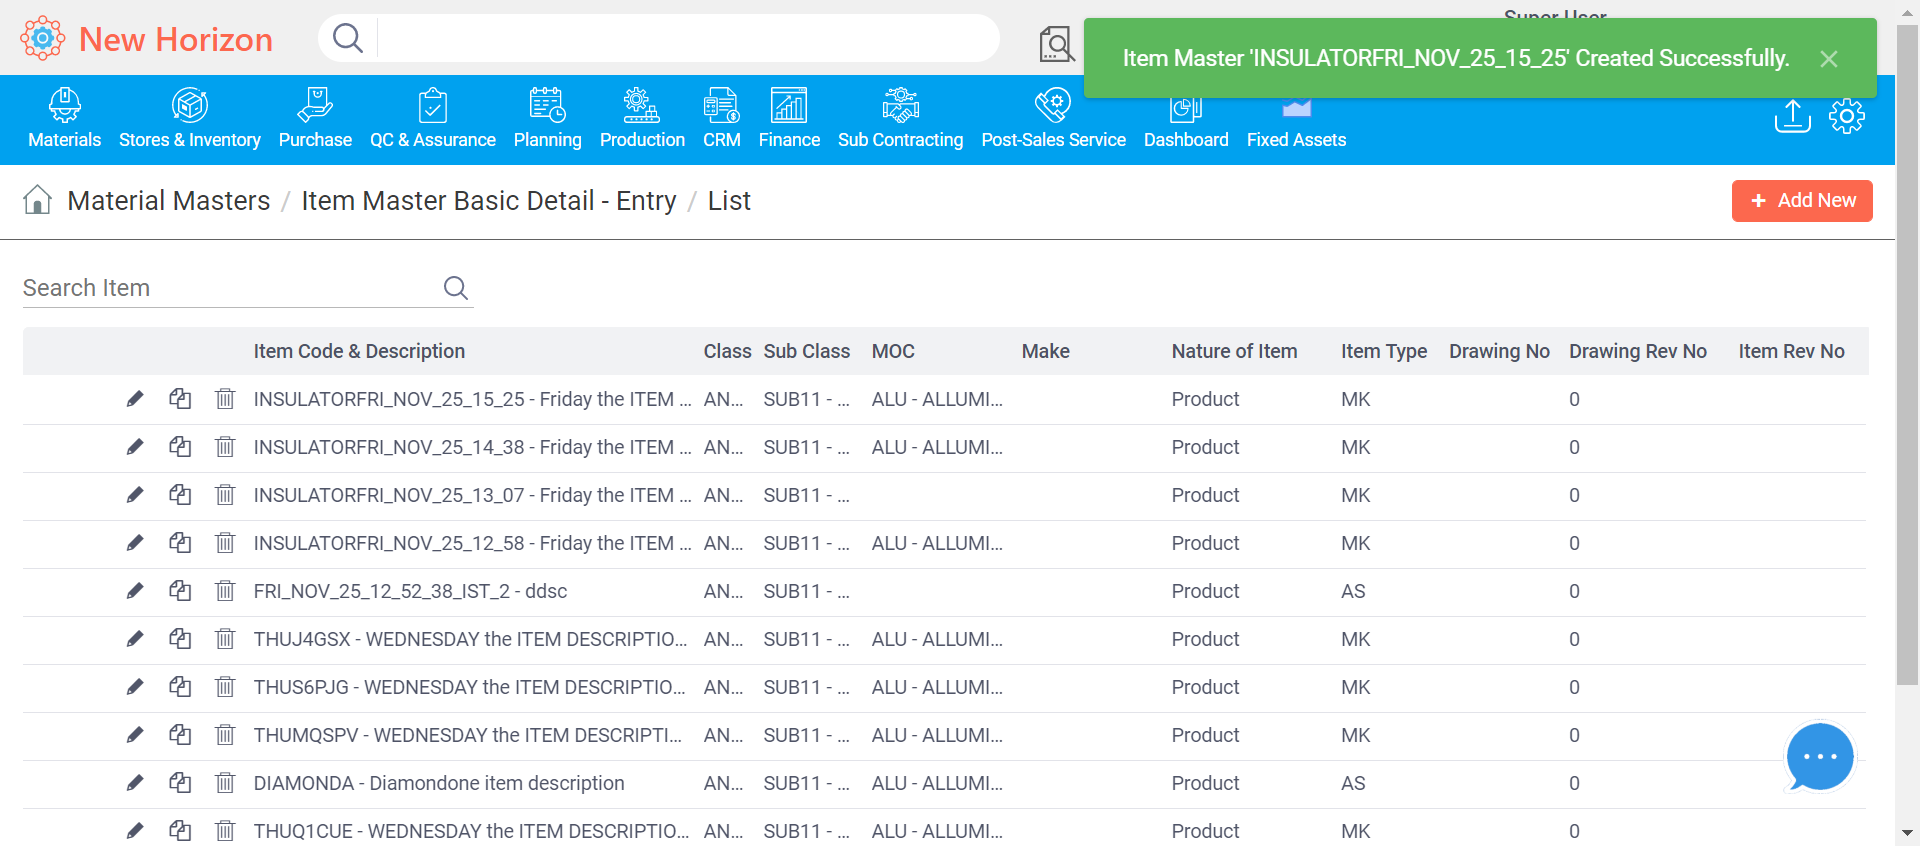 New Horizon
Super User
Item Master 'INSULATORFRI_NOV_25_15_25' Created Successfully.
Materials Stores & Inventory Purchase QC & Assurance Planning Production CRM Finance Sub Contracting Post-Sales Service Dashboard Fixed Assets
Material Masters / Item Master Basic Detail - Entry / List
+ Add New
Search Item
Item Code & Description Class Sub Class MOC Make Nature of Item Item Type Drawing No Drawing Rev No Item Rev No
INSULATORFRI_NOV_25_15_25 - Friday the ITEM ... AN... SUB11 - ... ALU - ALLUMI... Product MK 0
INSULATORFRI_NOV_25_14_38 - Friday the ITEM ... AN... SUB11 - ... ALU - ALLUMI... Product MK 0
INSULATORFRI_NOV_25_13_07 - Friday the ITEM ... AN... SUB11 - ... Product MK 0
INSULATORFRI_NOV_25_12_58 - Friday the ITEM ... AN... SUB11 - ... ALU - ALLUMI... Product MK 0
FRI_NOV_25_12_52_38_IST_2 - ddsc AN... SUB11 - ... Product AS 0
THUJ4GSX - WEDNESDAY the ITEM DESCRIPTIO... AN... SUB11 - ... ALU - ALLUMI... Product MK 0
THUS6PJG - WEDNESDAY the ITEM DESCRIPTIO... AN... SUB11 - ... ALU - ALLUMI... Product MK 0
THUMQSPV - WEDNESDAY the ITEM DESCRIPTI... AN... SUB11 - ... ALU - ALLUMI... Product MK 0
DIAMONDA - Diamondone item description AN... SUB11 - ... ALU - ALLUMI... Product AS 0
THUQ1CUE - WEDNESDAY the ITEM DESCRIPTIO... AN... SUB11 - ... ALU - ALLUMI... Product MK 0